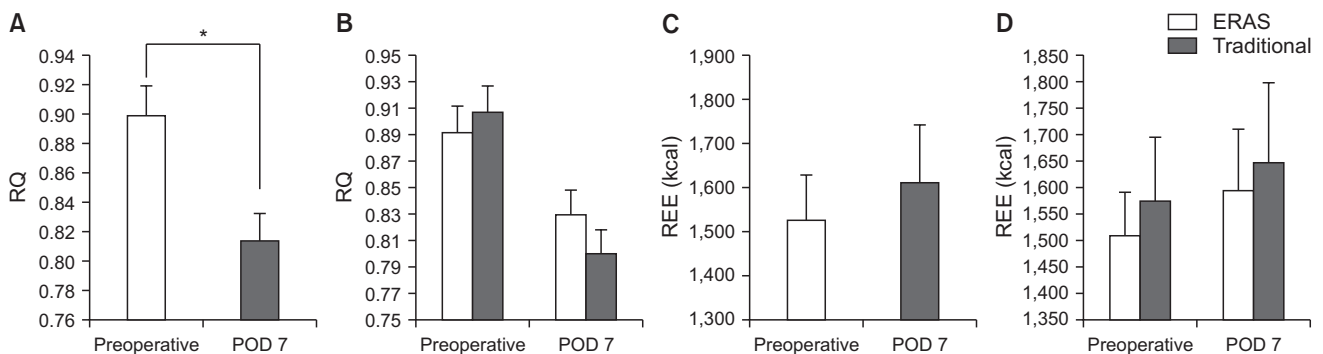 A
*
RQ
0.94
0.92
0.90
0.88
0.86
0.84
0.82
0.80
0.78
0.76
Preoperative POD 7
B
RQ
0.95
0.93
0.91
0.89
0.87
0.85
0.83
0.81
0.79
0.77
0.75
Preoperative POD 7
C
REE (kcal)
1,900
1,800
1,700
1,600
1,500
1,400
1,300
Preoperative POD 7
D
ERAS
Traditional
REE (kcal)
1,850
1,800
1,750
1,700
1,650
1,600
1,550
1,500
1,450
1,400
1,350
Preoperative POD 7